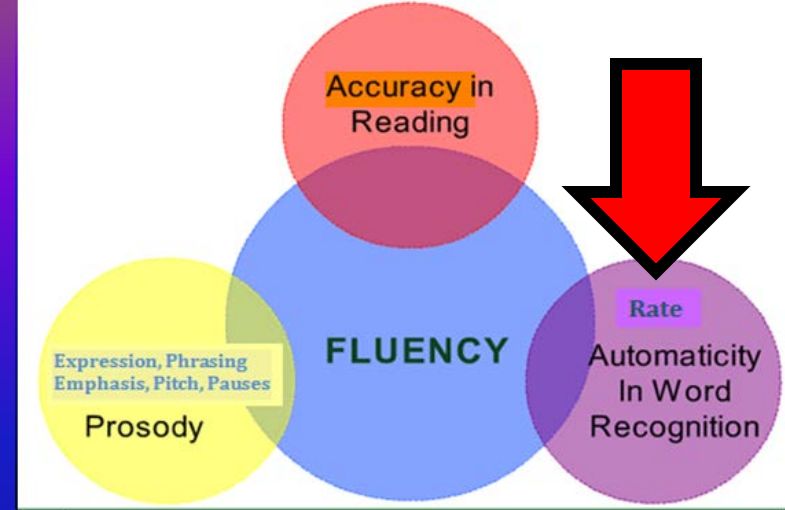 Accuracy in
Reading
Rate
FLUENCY
Automaticity
In Word
Recognition
Expression, Phrasing
Emphasis, Pitch, Pauses
Prosody